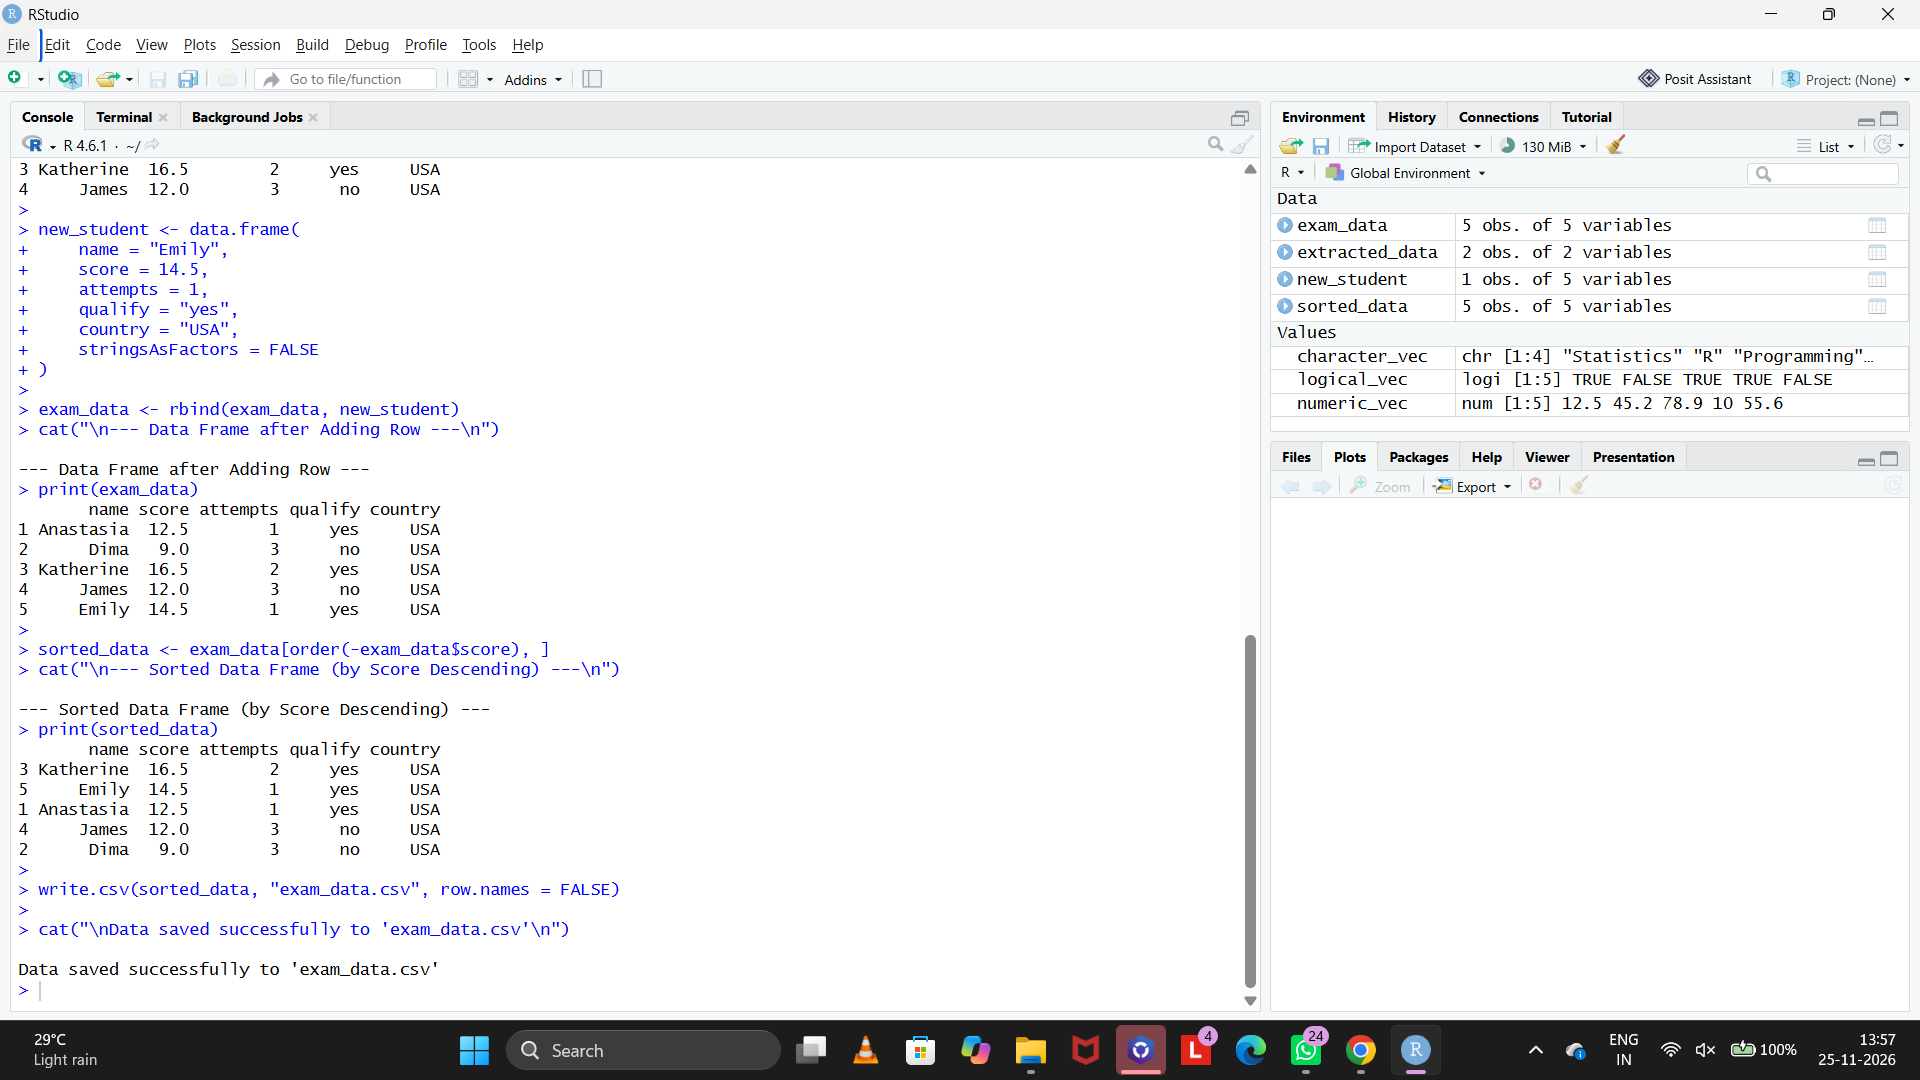 RStudio
File Edit Code View Plots Session Build Debug Profile Tools Help
Go to file/function Addins Posit Assistant Project: (None)
Console Terminal Background Jobs
R 4.6.1 · ~/
3 Katherine  16.5        2     yes     USA
4     James  12.0        3      no     USA
>
> new_student <- data.frame(
+     name = "Emily",
+     score = 14.5,
+     attempts = 1,
+     qualify = "yes",
+     country = "USA",
+     stringsAsFactors = FALSE
+ )
>
> exam_data <- rbind(exam_data, new_student)
> cat("\n--- Data Frame after Adding Row ---\n")
--- Data Frame after Adding Row ---
> print(exam_data)
       name score attempts qualify country
1 Anastasia  12.5        1     yes     USA
2      Dima   9.0        3      no     USA
3 Katherine  16.5        2     yes     USA
4     James  12.0        3      no     USA
5     Emily  14.5        1     yes     USA
>
> sorted_data <- exam_data[order(-exam_data$score), ]
> cat("\n--- Sorted Data Frame (by Score Descending) ---\n")
--- Sorted Data Frame (by Score Descending) ---
> print(sorted_data)
       name score attempts qualify country
3 Katherine  16.5        2     yes     USA
5     Emily  14.5        1     yes     USA
1 Anastasia  12.5        1     yes     USA
4     James  12.0        3      no     USA
2      Dima   9.0        3      no     USA
>
> write.csv(sorted_data, "exam_data.csv", row.names = FALSE)
>
> cat("\nData saved successfully to 'exam_data.csv'\n")
Data saved successfully to 'exam_data.csv'
>
Environment History Connections Tutorial
Import Dataset 130 MiB List
R Global Environment
Data
exam_data 5 obs. of 5 variables
extracted_data 2 obs. of 2 variables
new_student 1 obs. of 5 variables
sorted_data 5 obs. of 5 variables
Values
character_vec chr [1:4] "Statistics" "R" "Programming"…
logical_vec logi [1:5] TRUE FALSE TRUE TRUE FALSE
numeric_vec num [1:5] 12.5 45.2 78.9 10 55.6
Files Plots Packages Help Viewer Presentation
Zoom Export
29°C
Light rain
Search
4
24
ENG
IN
100%
13:57
25-11-2026